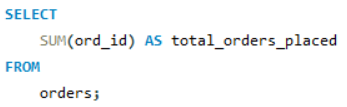 SELECT
    SUM(ord_id) AS total_orders_placed
FROM
    orders;